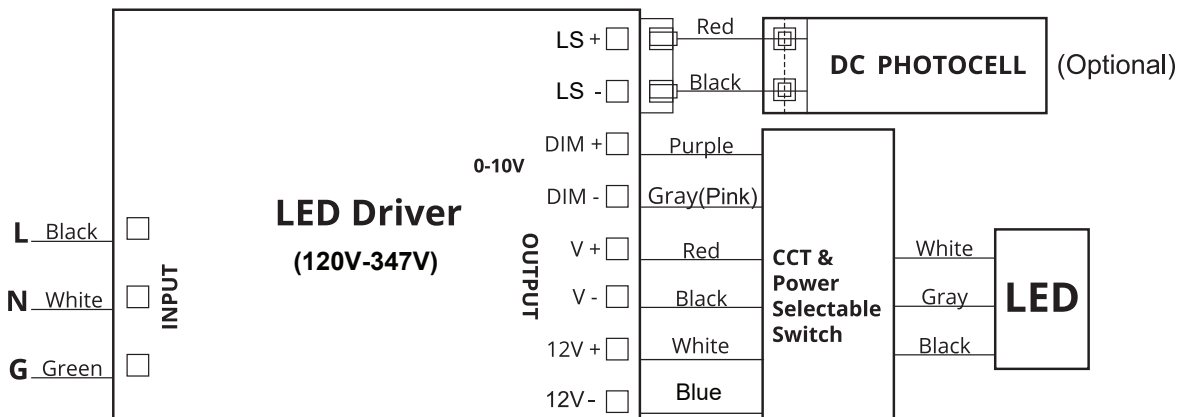 L Black
N White
G Green
INPUT
LED Driver
(120V-347V)
0-10V
OUTPUT
LS +
LS -
DIM +
DIM -
V +
V -
12V +
12V -
Red
Black
DC PHOTOCELL
(Optional)
Purple
Gray(Pink)
Red
Black
White
Blue
CCT &
Power
Selectable
Switch
White
Gray
Black
LED